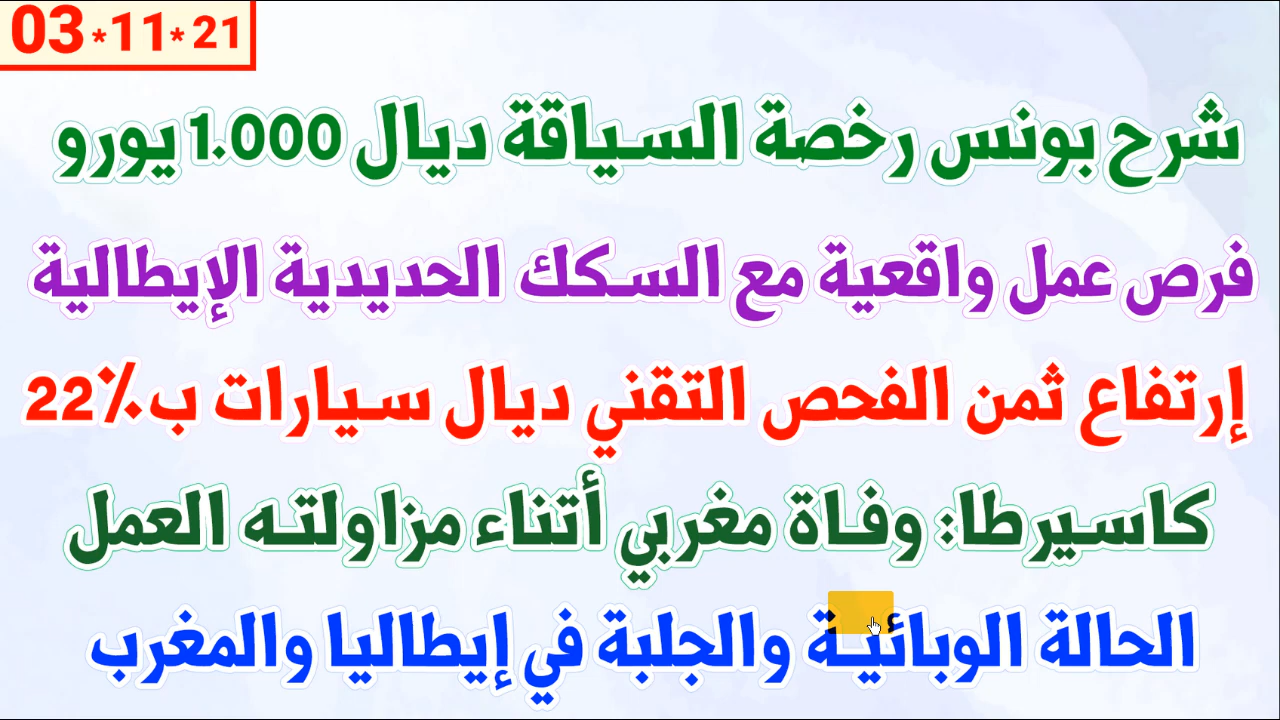 03*11*21
شرح بونس رخصة السياقة ديال 1.000 يورو
فرص عمل واقعية مع السكك الحديدية الإيطالية
إرتفاع ثمن الفحص التقني ديال سيارات ب٪22
كاسيرطا: وفاة مغربي أتناء مزاولته العمل
الحالة الوبائية والجلبة في إيطاليا والمغرب